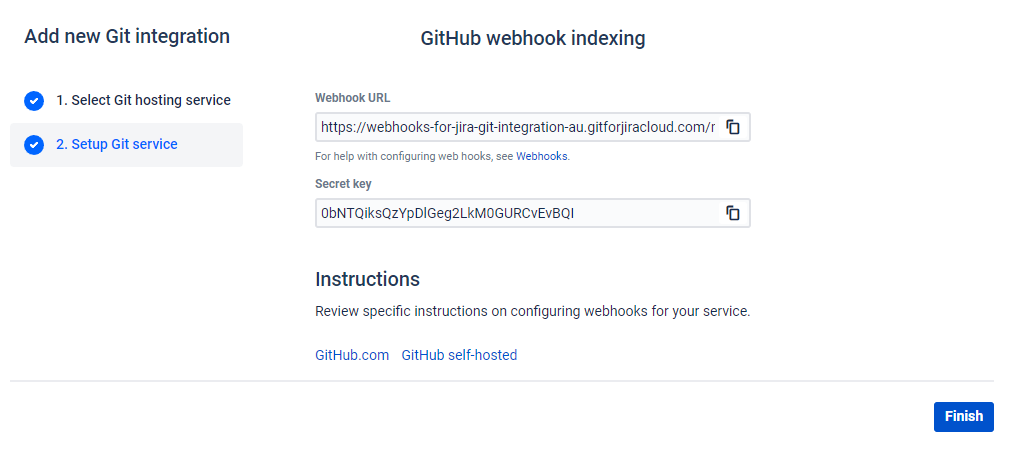 Add new Git integration
GitHub webhook indexing
1. Select Git hosting service
2. Setup Git service
Webhook URL
https://webhooks-for-jira-git-integration-au.gitforjiracloud.com/r
For help with configuring web hooks, see Webhooks.
Secret key
0bNTQiksQzYpDlGeg2LkM0GURCvEvBQI
Instructions
Review specific instructions on configuring webhooks for your service.
GitHub.com GitHub self-hosted
Finish